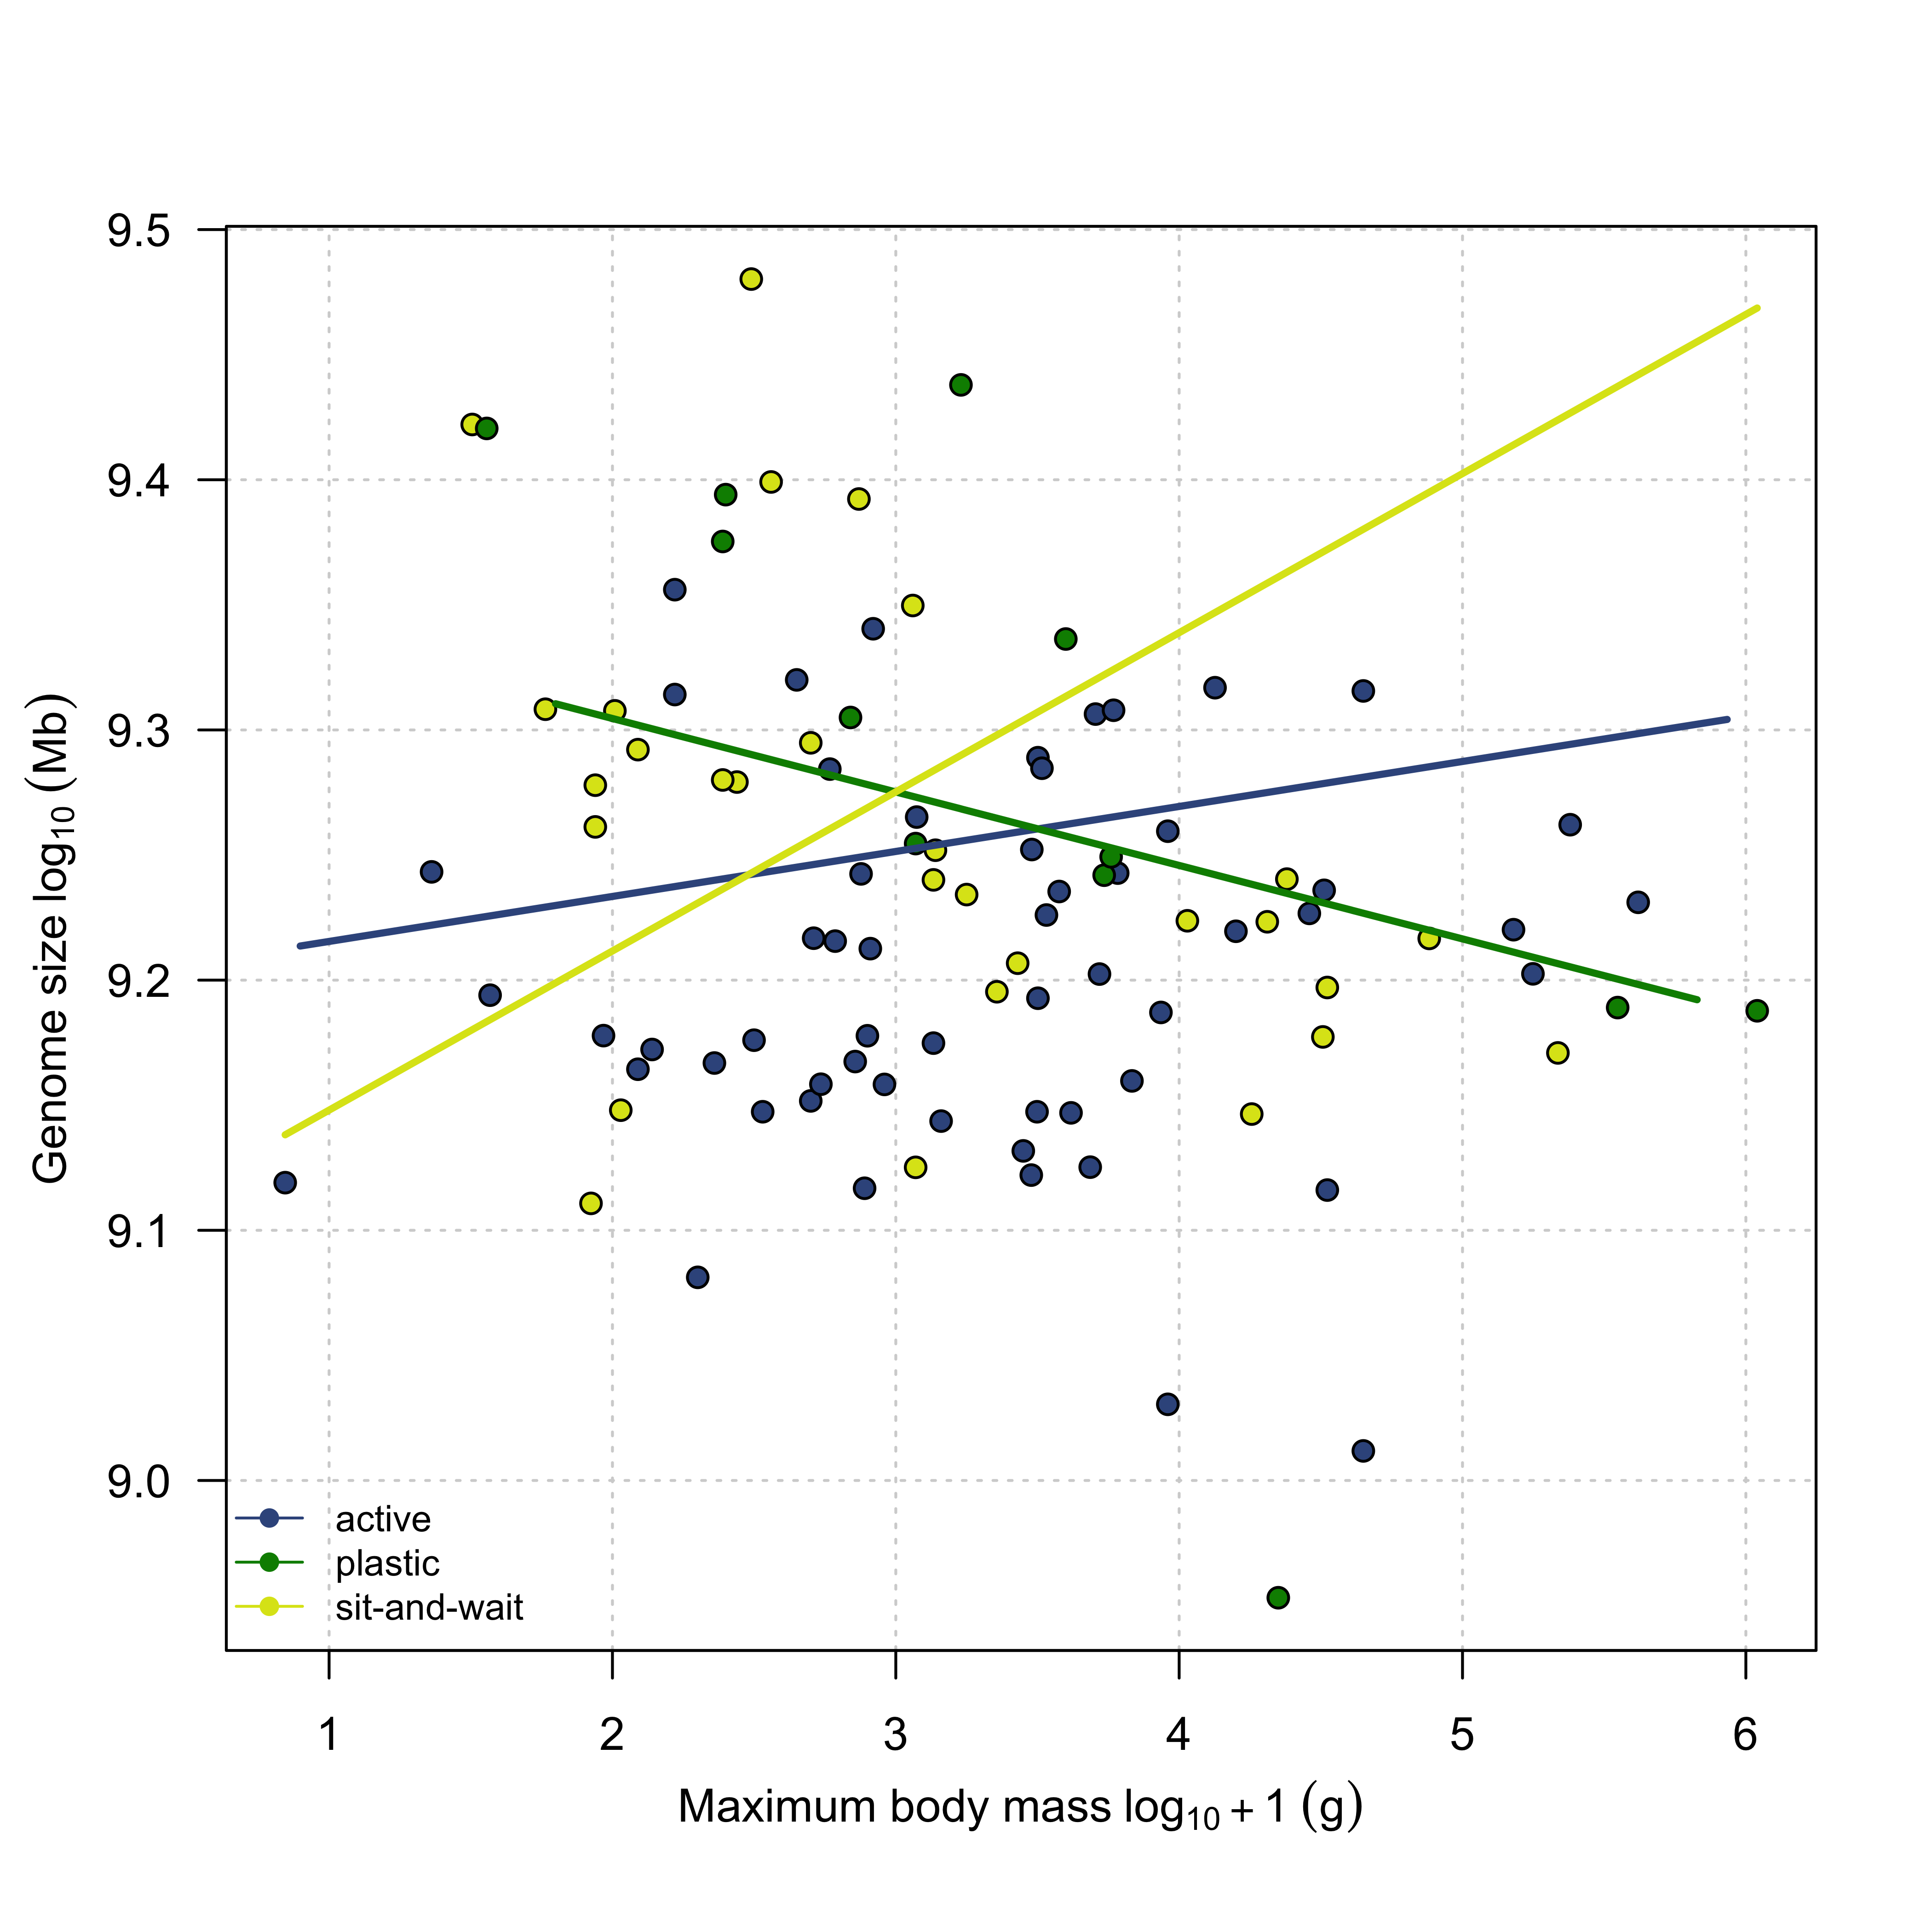 9.5
9.4
9.3
9.2
9.1
9.0
Genome size log10 (Mb)
active
plastic
sit-and-wait
1 2 3 4 5 6
Maximum body mass log10 + 1 (g)